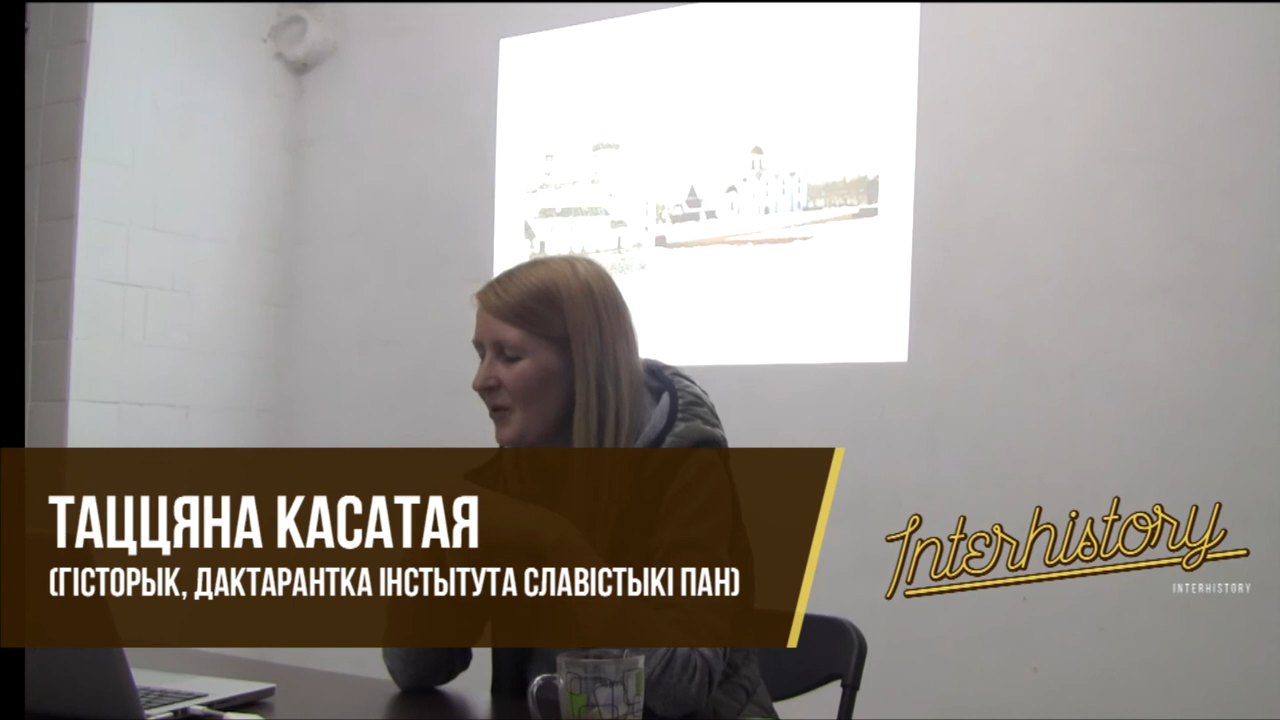 ТАЦЦЯНА КАСАТАЯ
(ГІСТОРЫК, ДАКТАРАНТКА ІНСТЫТУТА СЛАВІСТЫКІ ПАН)
Interhistory
INTERHISTORY